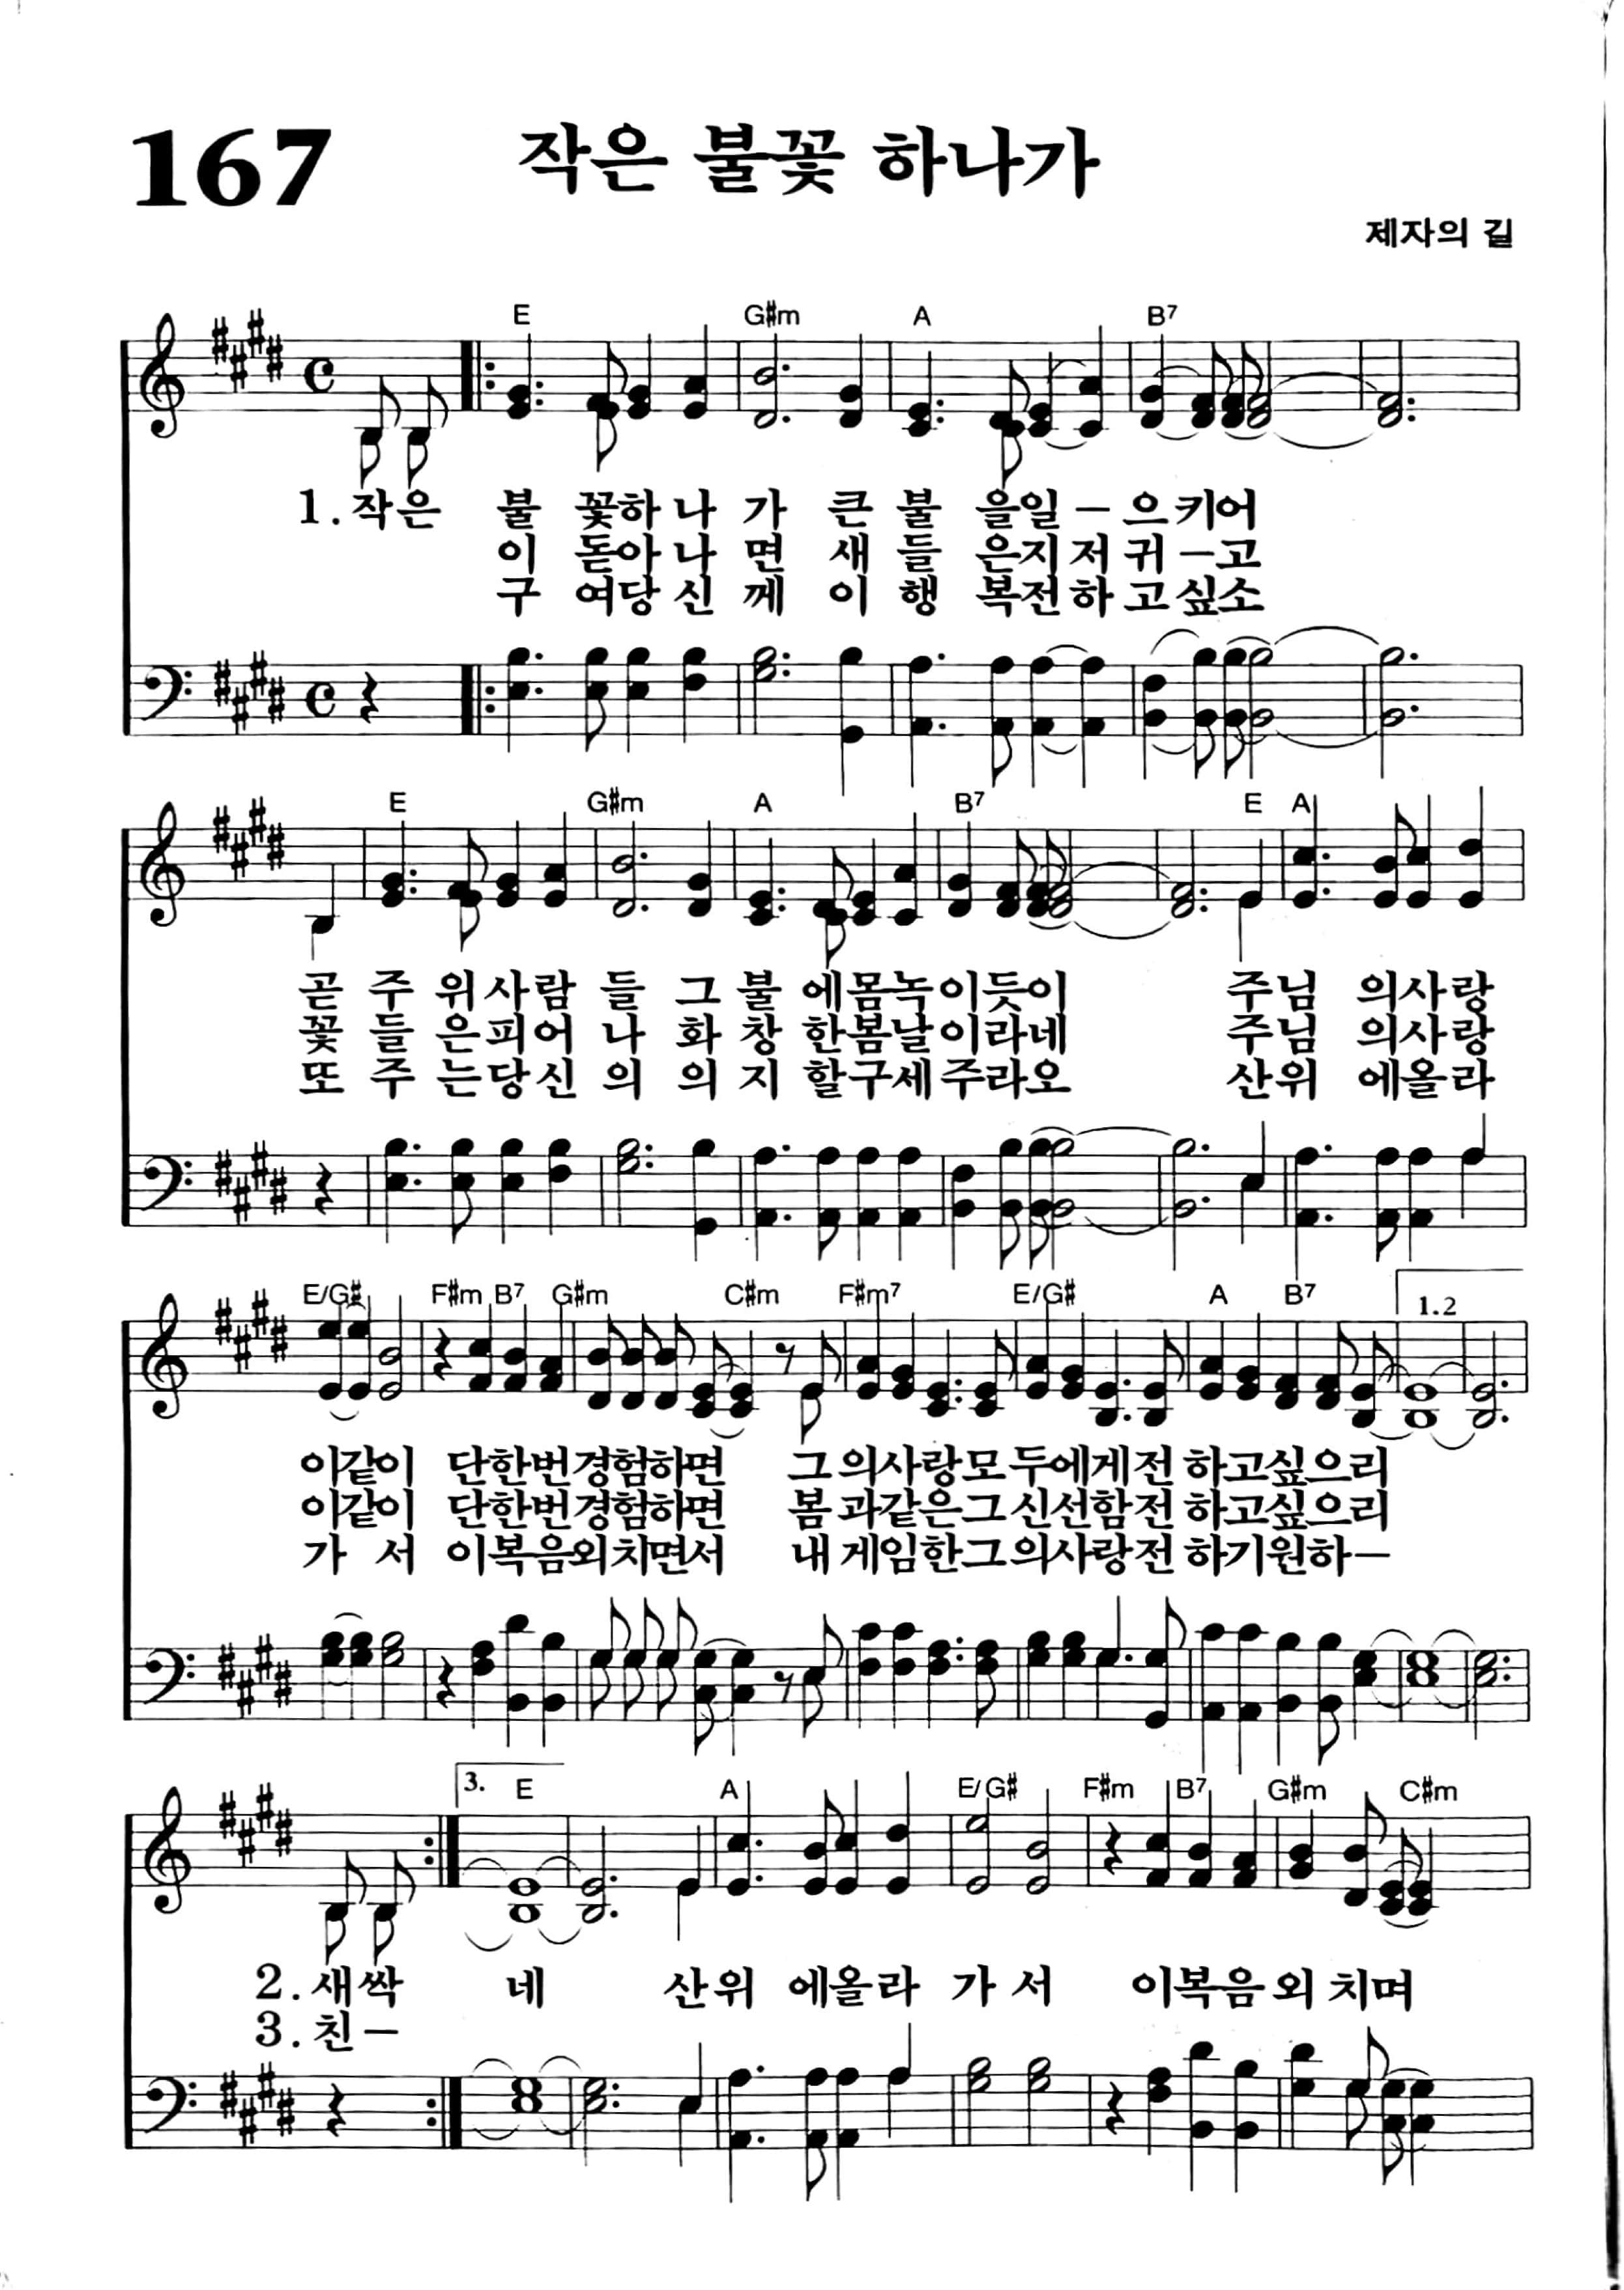 167 작은 불꽃 하나가
제자의 길
E G#m A B7
1. 작은 불 꽃하 나 가 큰 불 을일 - 으 키어
이 돋아 나 면 새 들 은지 저 귀 - 고
구 여당 신 께 이 행 복전 하 고 싶소
E G#m A B7 E A
곧 주 위사 람 들 그 불 에몸녹이듯이 주님 의사랑
꽃 들 은피 어 나 화 창 한봄날이라네 주님 의사랑
또 주 는당 신 의 의 지 할구세주라오 산위 에올라
E/G# F#m B7 G#m C#m F#m7 E/G# A B7 1.2
이같이 단한번경험하면 그의사랑모두에게전 하고싶으리
이같이 단한번경험하면 봄과같은그신선함전 하고싶으리
가 서 이복음외치면서 내게임한그의사랑전 하기원하-
3. E A E/G# F#m B7 G#m C#m
2. 새싹 네 산위 에올라 가 서 이복음외 치며
3. 친 -